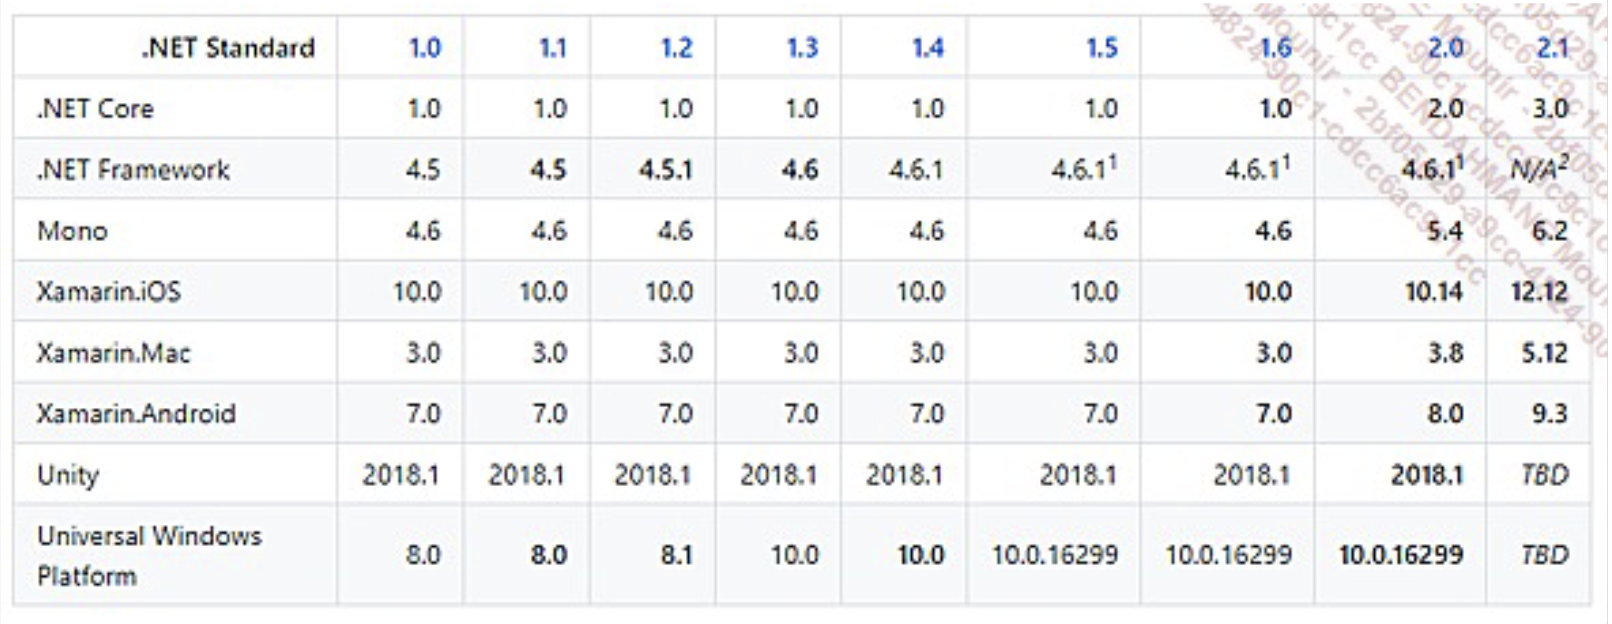 .NET Standard 1.0 1.1 1.2 1.3 1.4 1.5 1.6 2.0 2.1
.NET Core 1.0 1.0 1.0 1.0 1.0 1.0 1.0 2.0 3.0
.NET Framework 4.5 4.5 4.5.1 4.6 4.6.1 4.6.1¹ 4.6.1¹ 4.6.1¹ N/A²
Mono 4.6 4.6 4.6 4.6 4.6 4.6 4.6 5.4 6.2
Xamarin.iOS 10.0 10.0 10.0 10.0 10.0 10.0 10.0 10.14 12.12
Xamarin.Mac 3.0 3.0 3.0 3.0 3.0 3.0 3.0 3.8 5.12
Xamarin.Android 7.0 7.0 7.0 7.0 7.0 7.0 7.0 8.0 9.3
Unity 2018.1 2018.1 2018.1 2018.1 2018.1 2018.1 2018.1 2018.1 TBD
Universal Windows
Platform 8.0 8.0 8.1 10.0 10.0 10.0.16299 10.0.16299 10.0.16299 TBD